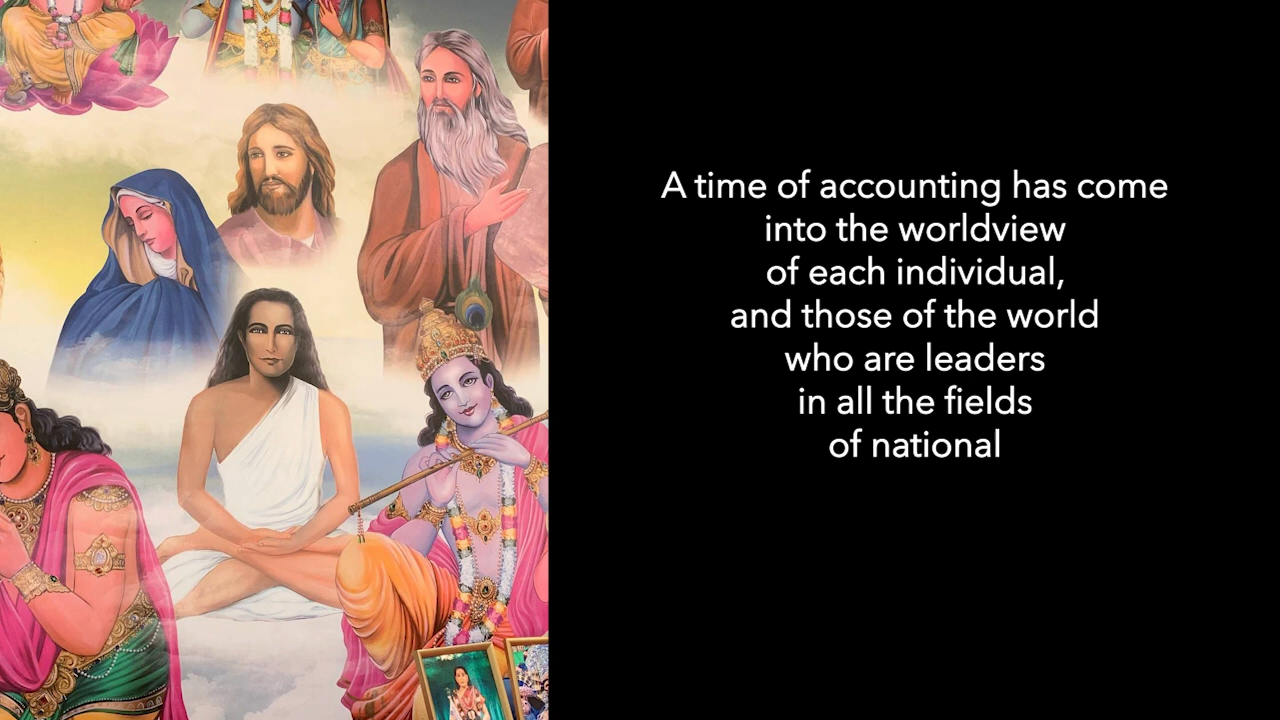 A time of accounting has come
into the worldview
of each individual,
and those of the world
who are leaders
in all the fields
of national